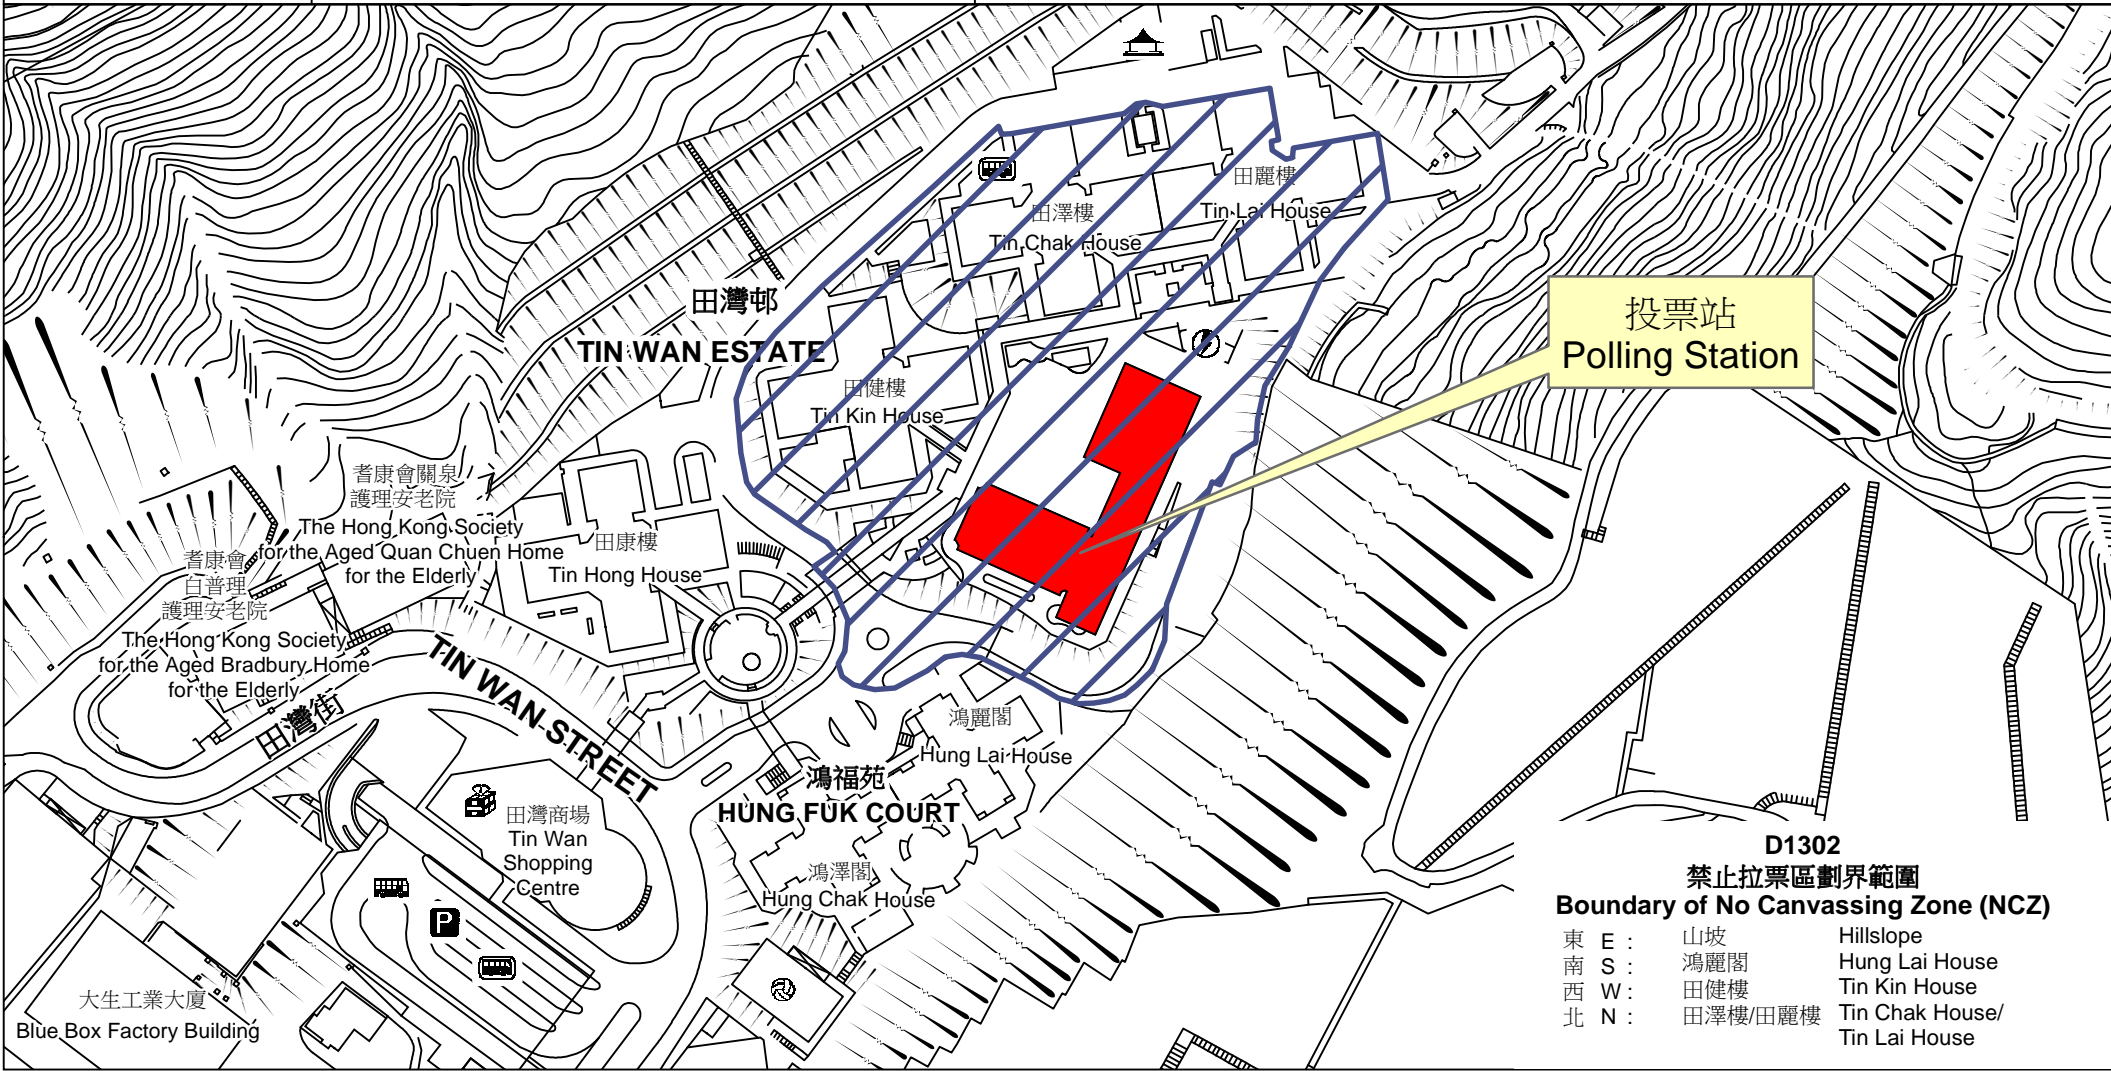 田麗樓
Tin Lai House
田澤樓
Tin Chak House
田灣邨
TIN WAN ESTATE
投票站
Polling Station
田健樓
Tin Kin House
耆康會關泉
護理安老院
The Hong Kong Society
for the Aged Quan Chuen Home
for the Elderly
田康樓
Tin Hong House
耆康會
白普理
護理安老院
The Hong Kong Society
for the Aged Bradbury Home
for the Elderly
田灣街
TIN WAN STREET
鴻麗閣
Hung Lai House
鴻福苑
HUNG FUK COURT
田灣商場
Tin Wan
Shopping
Centre
鴻澤閣
Hung Chak House
P
大生工業大廈
Blue Box Factory Building
D1302
禁止拉票區劃界範圍
Boundary of No Canvassing Zone (NCZ)
東 E : 山坡 Hillslope
南 S : 鴻麗閣 Hung Lai House
西 W : 田健樓 Tin Kin House
北 N : 田澤樓/田麗樓 Tin Chak House/
Tin Lai House